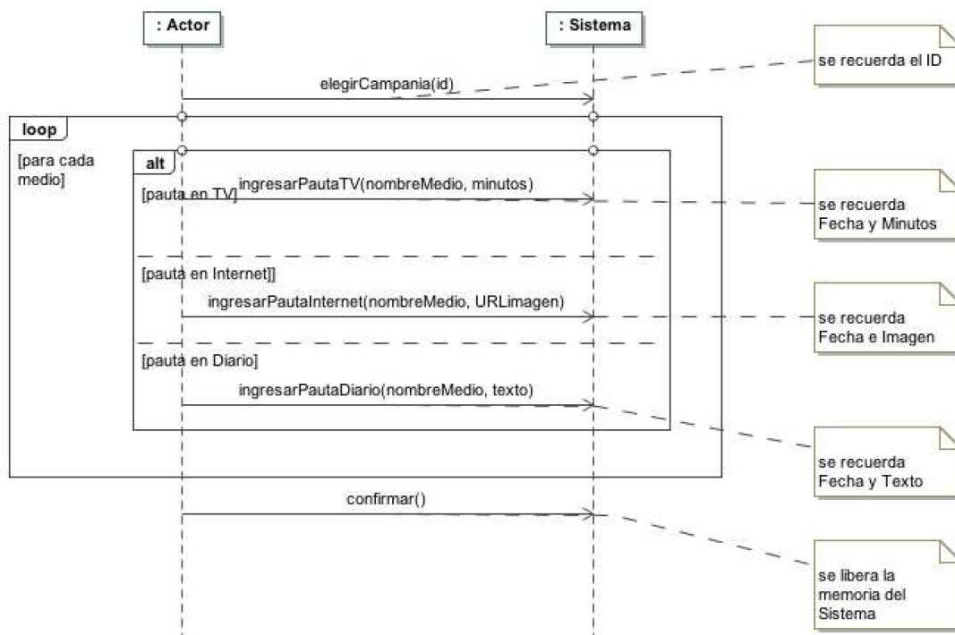 : Actor
: Sistema
se recuerda el ID
elegirCampania(id)
loop
[para cada
medio]
alt
ingresarPautaTV(nombreMedio, minutos)
[pauta en TV]
se recuerda
Fecha y Minutos
[pauta en Internet]]
ingresarPautaInternet(nombreMedio, URLimagen)
se recuerda
Fecha e Imagen
[pauta en Diario]
ingresarPautaDiario(nombreMedio, texto)
se recuerda
Fecha y Texto
confirmar()
se libera la
memoria del
Sistema